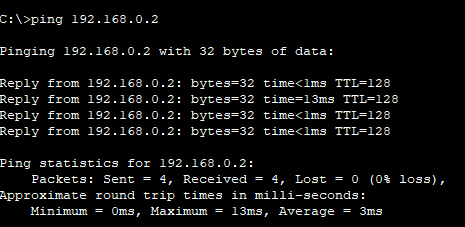 C:\>ping 192.168.0.2
Pinging 192.168.0.2 with 32 bytes of data:
Reply from 192.168.0.2: bytes=32 time<1ms TTL=128
Reply from 192.168.0.2: bytes=32 time=13ms TTL=128
Reply from 192.168.0.2: bytes=32 time<1ms TTL=128
Reply from 192.168.0.2: bytes=32 time<1ms TTL=128
Ping statistics for 192.168.0.2:
    Packets: Sent = 4, Received = 4, Lost = 0 (0% loss),
Approximate round trip times in milli-seconds:
    Minimum = 0ms, Maximum = 13ms, Average = 3ms